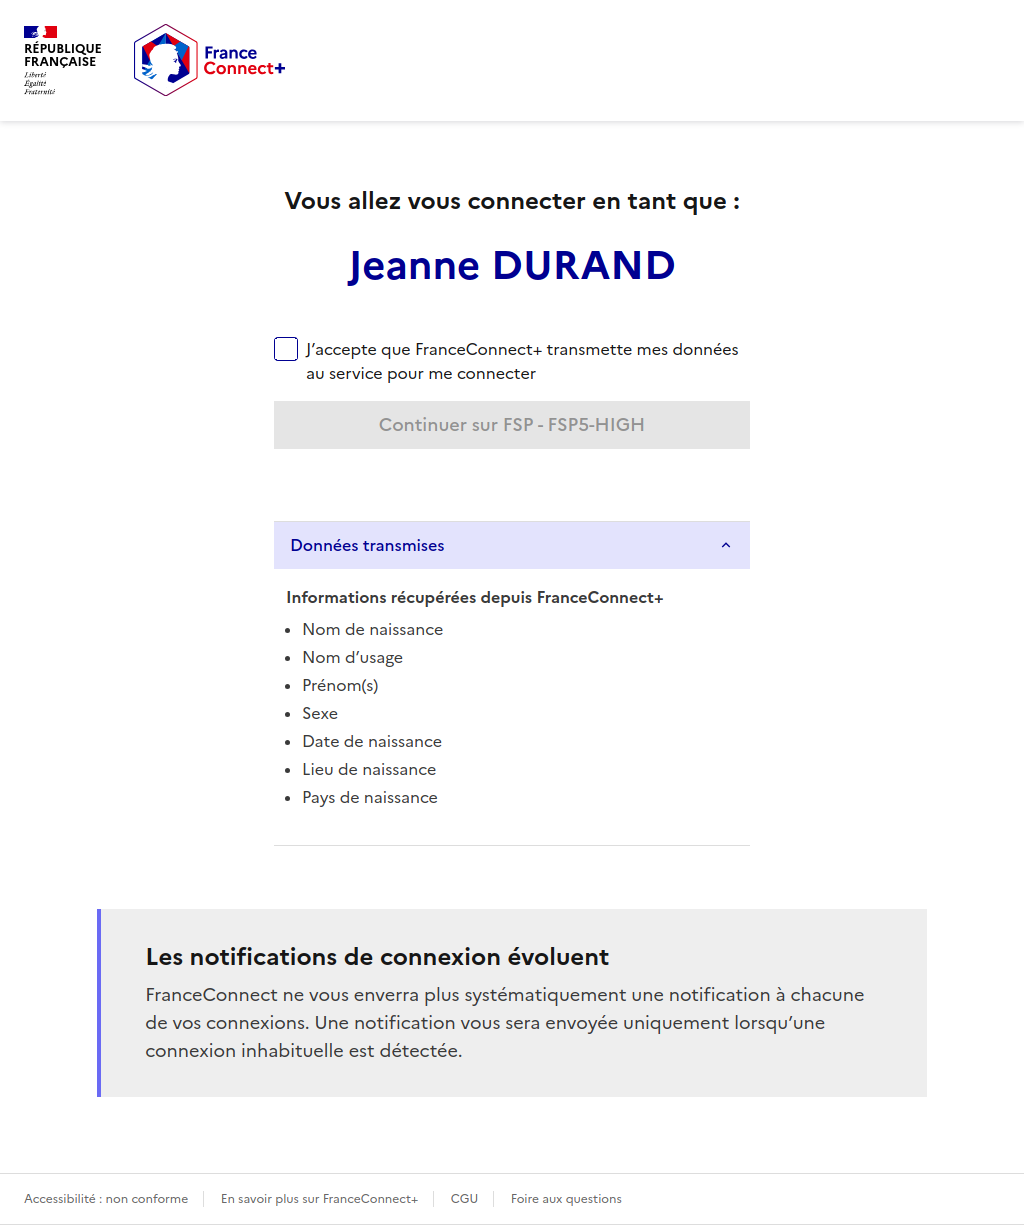 RÉPUBLIQUE
FRANÇAISE
Liberté
Égalité
Fraternité
France
Connect+
Vous allez vous connecter en tant que :
Jeanne DURAND
J’accepte que FranceConnect+ transmette mes données
au service pour me connecter
Continuer sur FSP - FSP5-HIGH
Données transmises
Informations récupérées depuis FranceConnect+
• Nom de naissance
• Nom d’usage
• Prénom(s)
• Sexe
• Date de naissance
• Lieu de naissance
• Pays de naissance
Les notifications de connexion évoluent
FranceConnect ne vous enverra plus systématiquement une notification à chacune
de vos connexions. Une notification vous sera envoyée uniquement lorsqu’une
connexion inhabituelle est détectée.
Accessibilité : non conforme
En savoir plus sur FranceConnect+
CGU
Foire aux questions